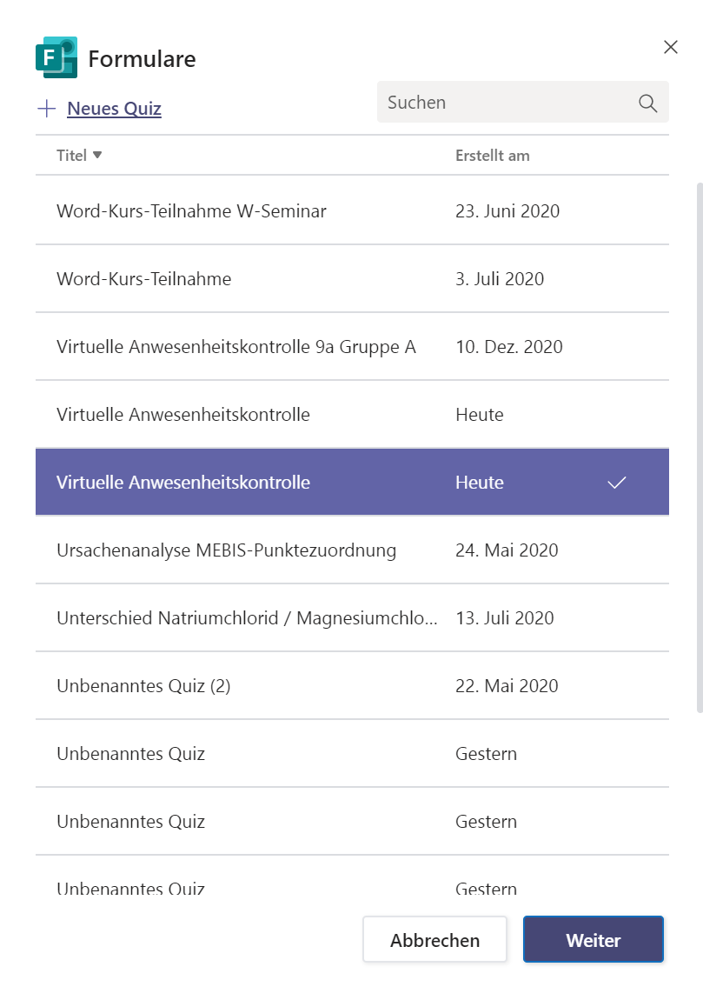 F Formulare
Neues Quiz
Suchen
Titel Erstellt am
Word-Kurs-Teilnahme W-Seminar 23. Juni 2020
Word-Kurs-Teilnahme 3. Juli 2020
Virtuelle Anwesenheitskontrolle 9a Gruppe A 10. Dez. 2020
Virtuelle Anwesenheitskontrolle Heute
Virtuelle Anwesenheitskontrolle Heute
Ursachenanalyse MEBIS-Punktezuordnung 24. Mai 2020
Unterschied Natriumchlorid / Magnesiumchlo... 13. Juli 2020
Unbenanntes Quiz (2) 22. Mai 2020
Unbenanntes Quiz Gestern
Unbenanntes Quiz Gestern
Unbenanntes Quiz Gestern
Abbrechen Weiter